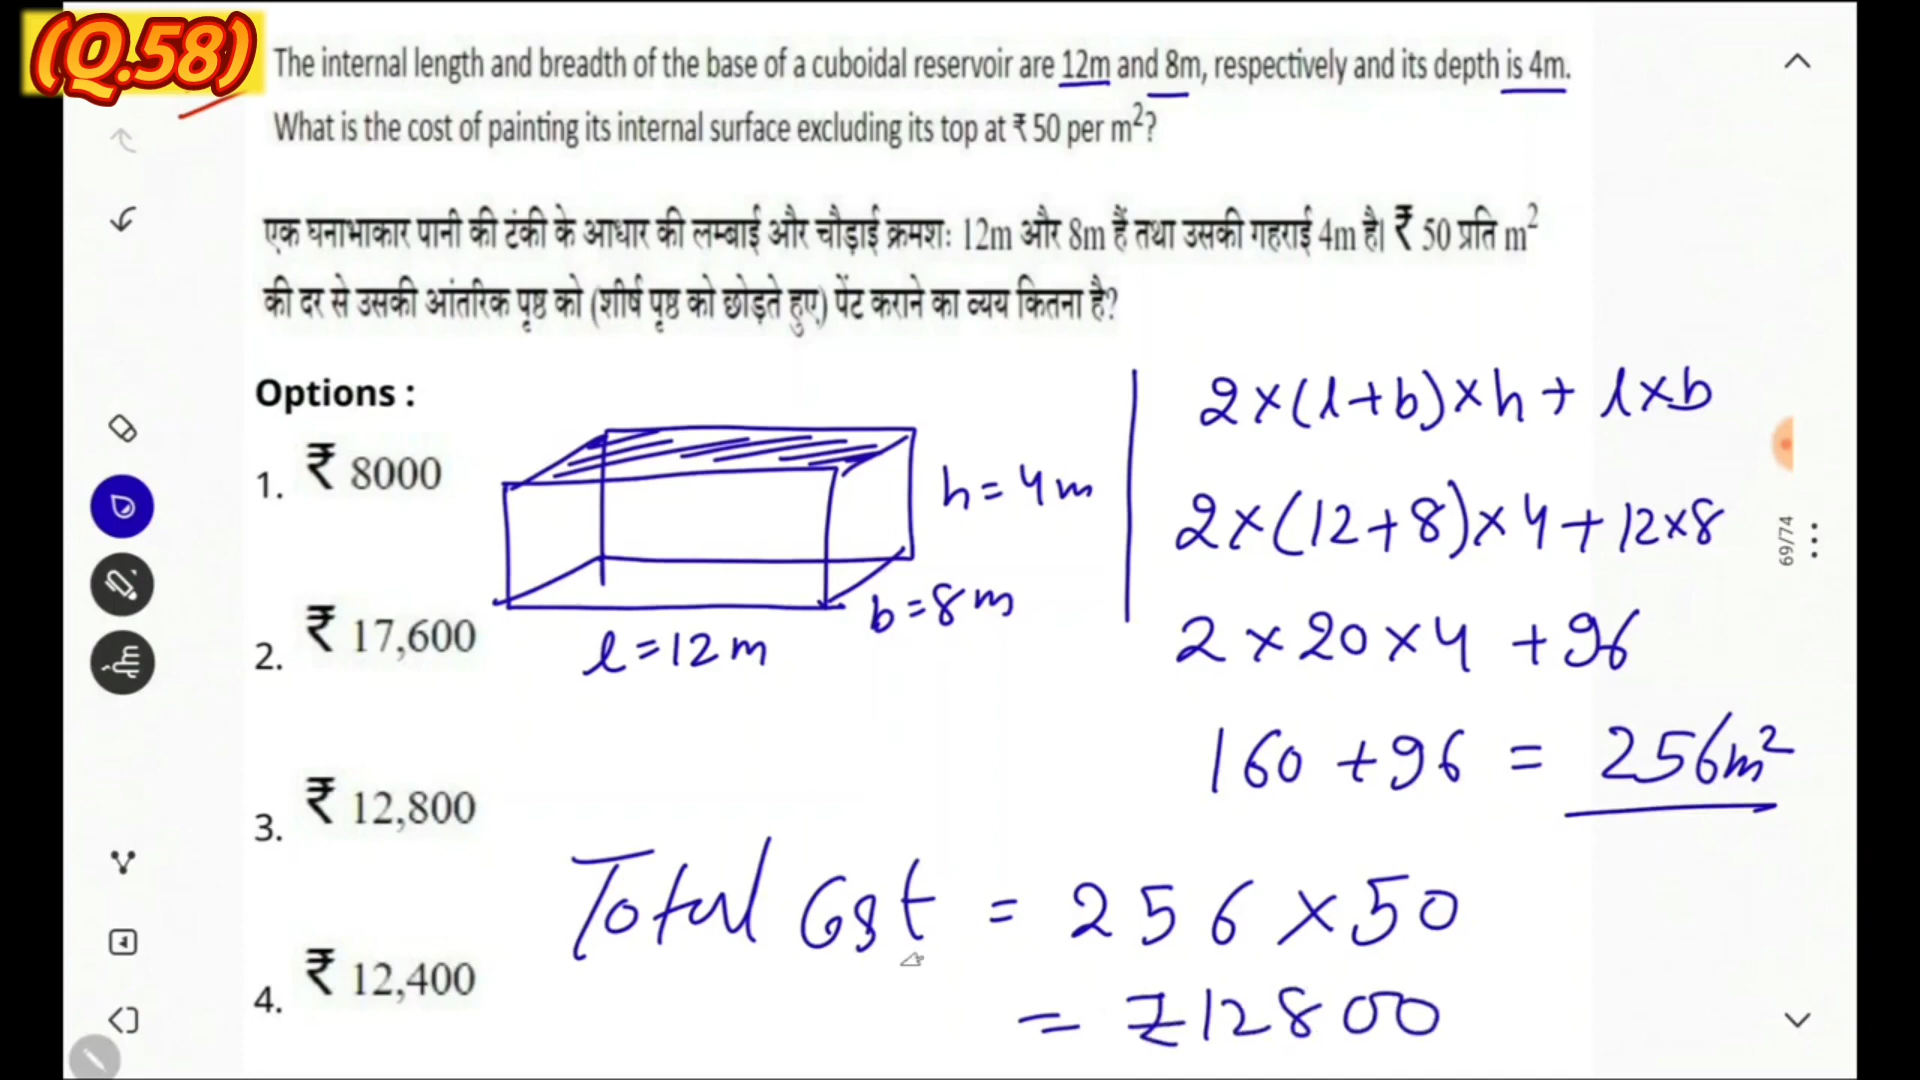 (Q.58)
The internal length and breadth of the base of a cuboidal reservoir are 12m and 8m, respectively and its depth is 4m.
What is the cost of painting its internal surface excluding its top at ₹ 50 per m²?
एक घनाभाकार पानी की टंकी के आधार की लम्बाई और चौड़ाई क्रमशः 12m और 8m हैं तथा उसकी गहराई 4m है। ₹ 50 प्रति m²
की दर से उसकी आंतरिक पृष्ठ को (शीर्ष पृष्ठ को छोड़ते हुए) पेंट कराने का व्यय कितना है?
Options :
1. ₹ 8000
2. ₹ 17,600
3. ₹ 12,800
4. ₹ 12,400
h = 4m
b = 8m
l = 12m
2×(l+b)×h + l×b
2×(12+8)×4+12×8
2×20×4 +96
160 +96 = 256m²
Total Cost = 256×50
= ₹12800
69/74